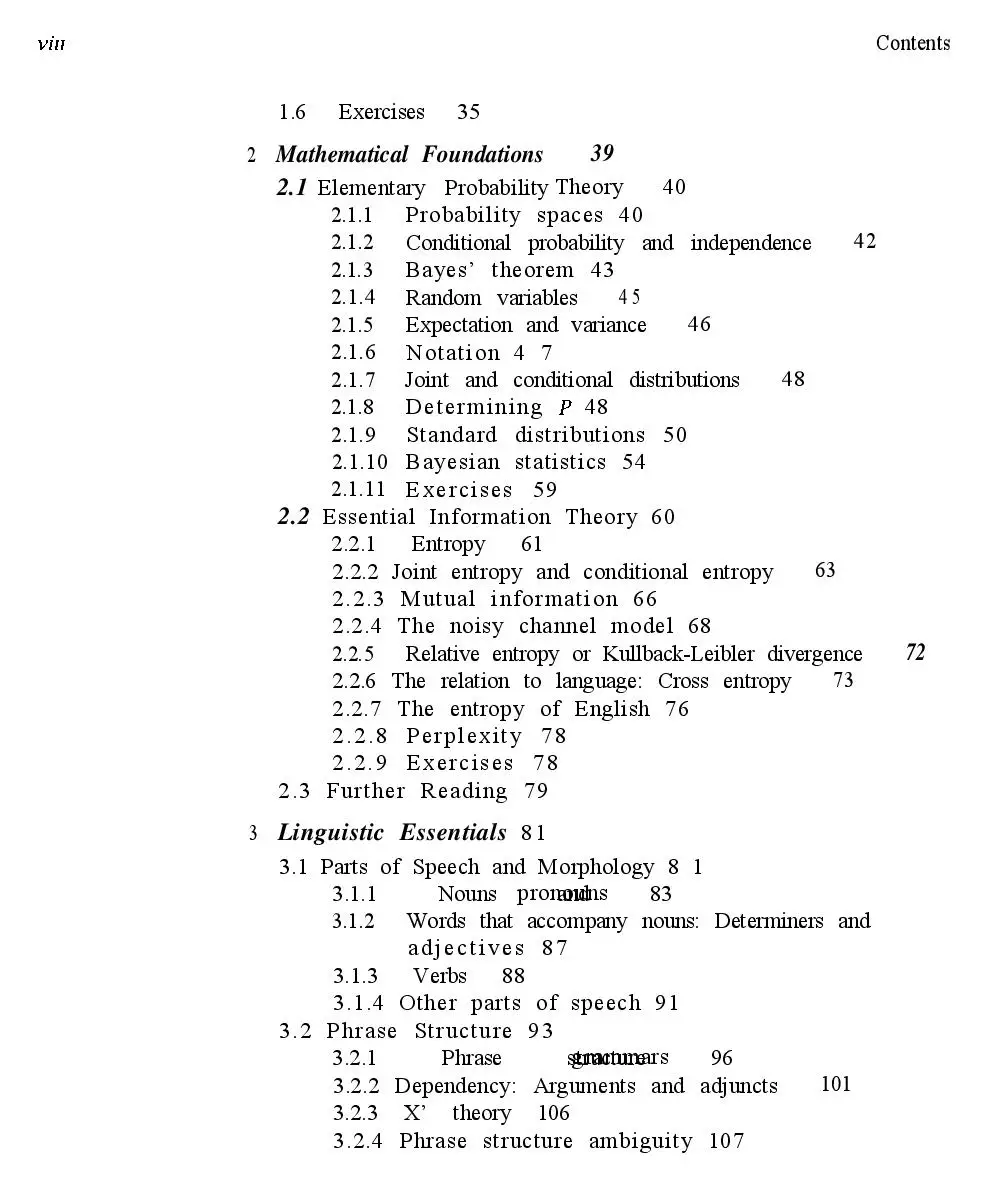 viii
Contents
1.6 Exercises 35
2 Mathematical Foundations 39
2.1 Elementary Probability Theory 40
2.1.1 Probability spaces 40
2.1.2 Conditional probability and independence 42
2.1.3 Bayes' theorem 43
2.1.4 Random variables 45
2.1.5 Expectation and variance 46
2.1.6 Notation 4 7
2.1.7 Joint and conditional distributions 48
2.1.8 Determining P 48
2.1.9 Standard distributions 50
2.1.10 Bayesian statistics 54
2.1.11 Exercises 59
2.2 Essential Information Theory 60
2.2.1 Entropy 61
2.2.2 Joint entropy and conditional entropy 63
2.2.3 Mutual information 66
2.2.4 The noisy channel model 68
2.2.5 Relative entropy or Kullback-Leibler divergence 72
2.2.6 The relation to language: Cross entropy 73
2.2.7 The entropy of English 76
2.2.8 Perplexity 78
2.2.9 Exercises 78
2.3 Further Reading 79
3 Linguistic Essentials 81
3.1 Parts of Speech and Morphology 8 1
3.1.1 Nouns and pronouns 83
3.1.2 Words that accompany nouns: Determiners and
adjectives 87
3.1.3 Verbs 88
3.1.4 Other parts of speech 91
3.2 Phrase Structure 93
3.2.1 Phrase structure grammars 96
3.2.2 Dependency: Arguments and adjuncts 101
3.2.3 X' theory 106
3.2.4 Phrase structure ambiguity 107